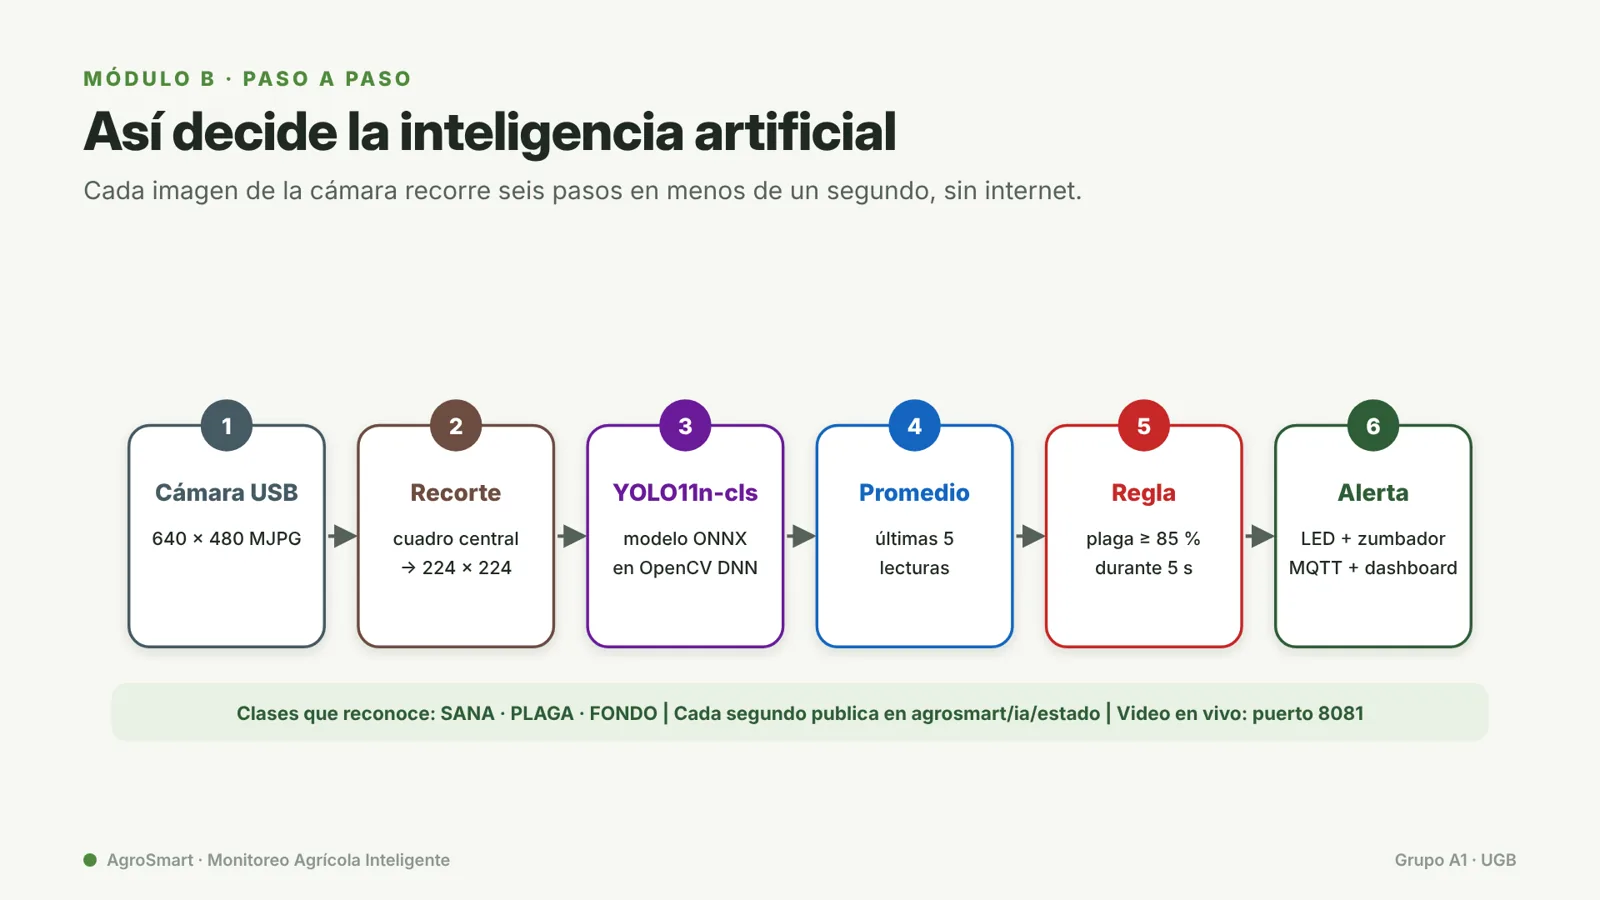 MÓDULO B · PASO A PASO
Así decide la inteligencia artificial
Cada imagen de la cámara recorre seis pasos en menos de un segundo, sin internet.
1
Cámara USB
640 × 480 MJPG
2
Recorte
cuadro central
→ 224 × 224
3
YOLO11n-cls
modelo ONNX
en OpenCV DNN
4
Promedio
últimas 5
lecturas
5
Regla
plaga ≥ 85 %
durante 5 s
6
Alerta
LED + zumbador
MQTT + dashboard
Clases que reconoce: SANA · PLAGA · FONDO | Cada segundo publica en agrosmart/ia/estado | Video en vivo: puerto 8081
AgroSmart · Monitoreo Agrícola Inteligente
Grupo A1 · UGB